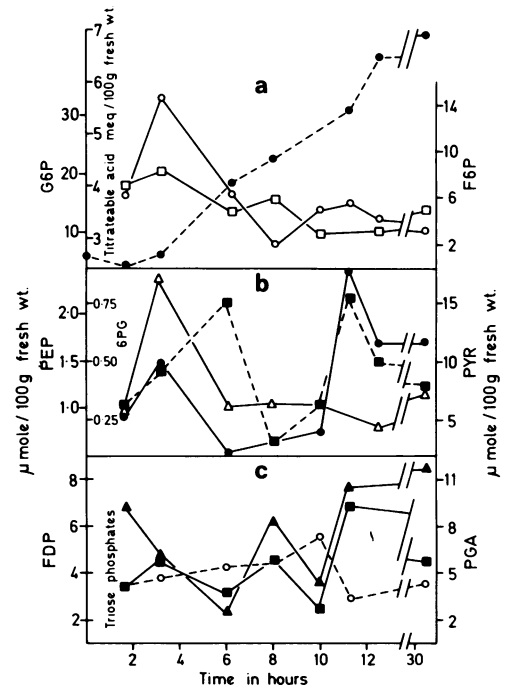 a
G6P
30
20
10
7
6
5
4
3
Titrateable acid meq/100g fresh wt.
14
10
6
2
F6P
b
μmole/100g fresh wt.
PEP
2·0
1·5
1·0
0·75
0·50
0·25
6PG
15
10
5
PYR
μmole/100g fresh wt.
c
FDP
8
6
4
2
Triose phosphates
11
8
5
2
PGA
2 4 6 8 10 12 30
Time in hours